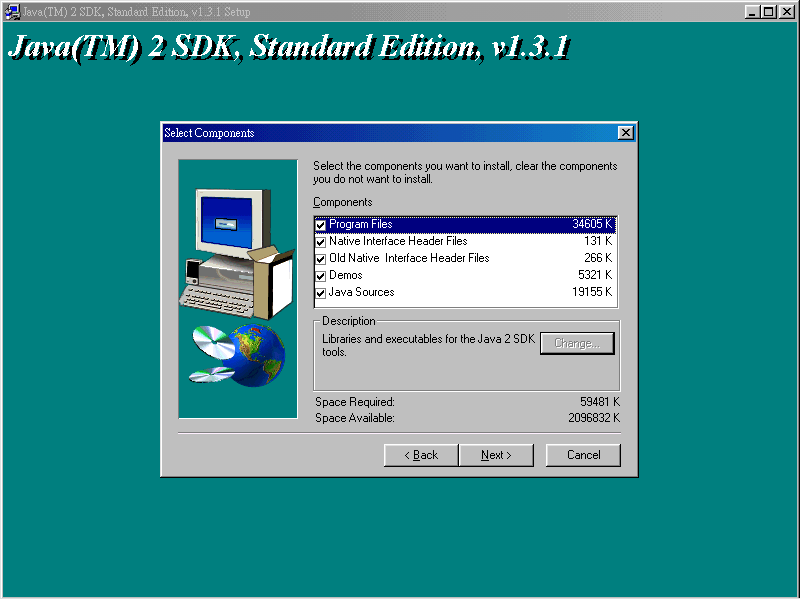 Java(TM) 2 SDK, Standard Edition, v1.3.1 Setup
Java(TM) 2 SDK, Standard Edition, v1.3.1
Select Components
Select the components you want to install, clear the components
you do not want to install.
Components
Program Files 34605 K
Native Interface Header Files 131 K
Old Native Interface Header Files 266 K
Demos 5321 K
Java Sources 19155 K
Description
Libraries and executables for the Java 2 SDK
tools.
Change...
Space Required: 59481 K
Space Available: 2096832 K
< Back
Next >
Cancel